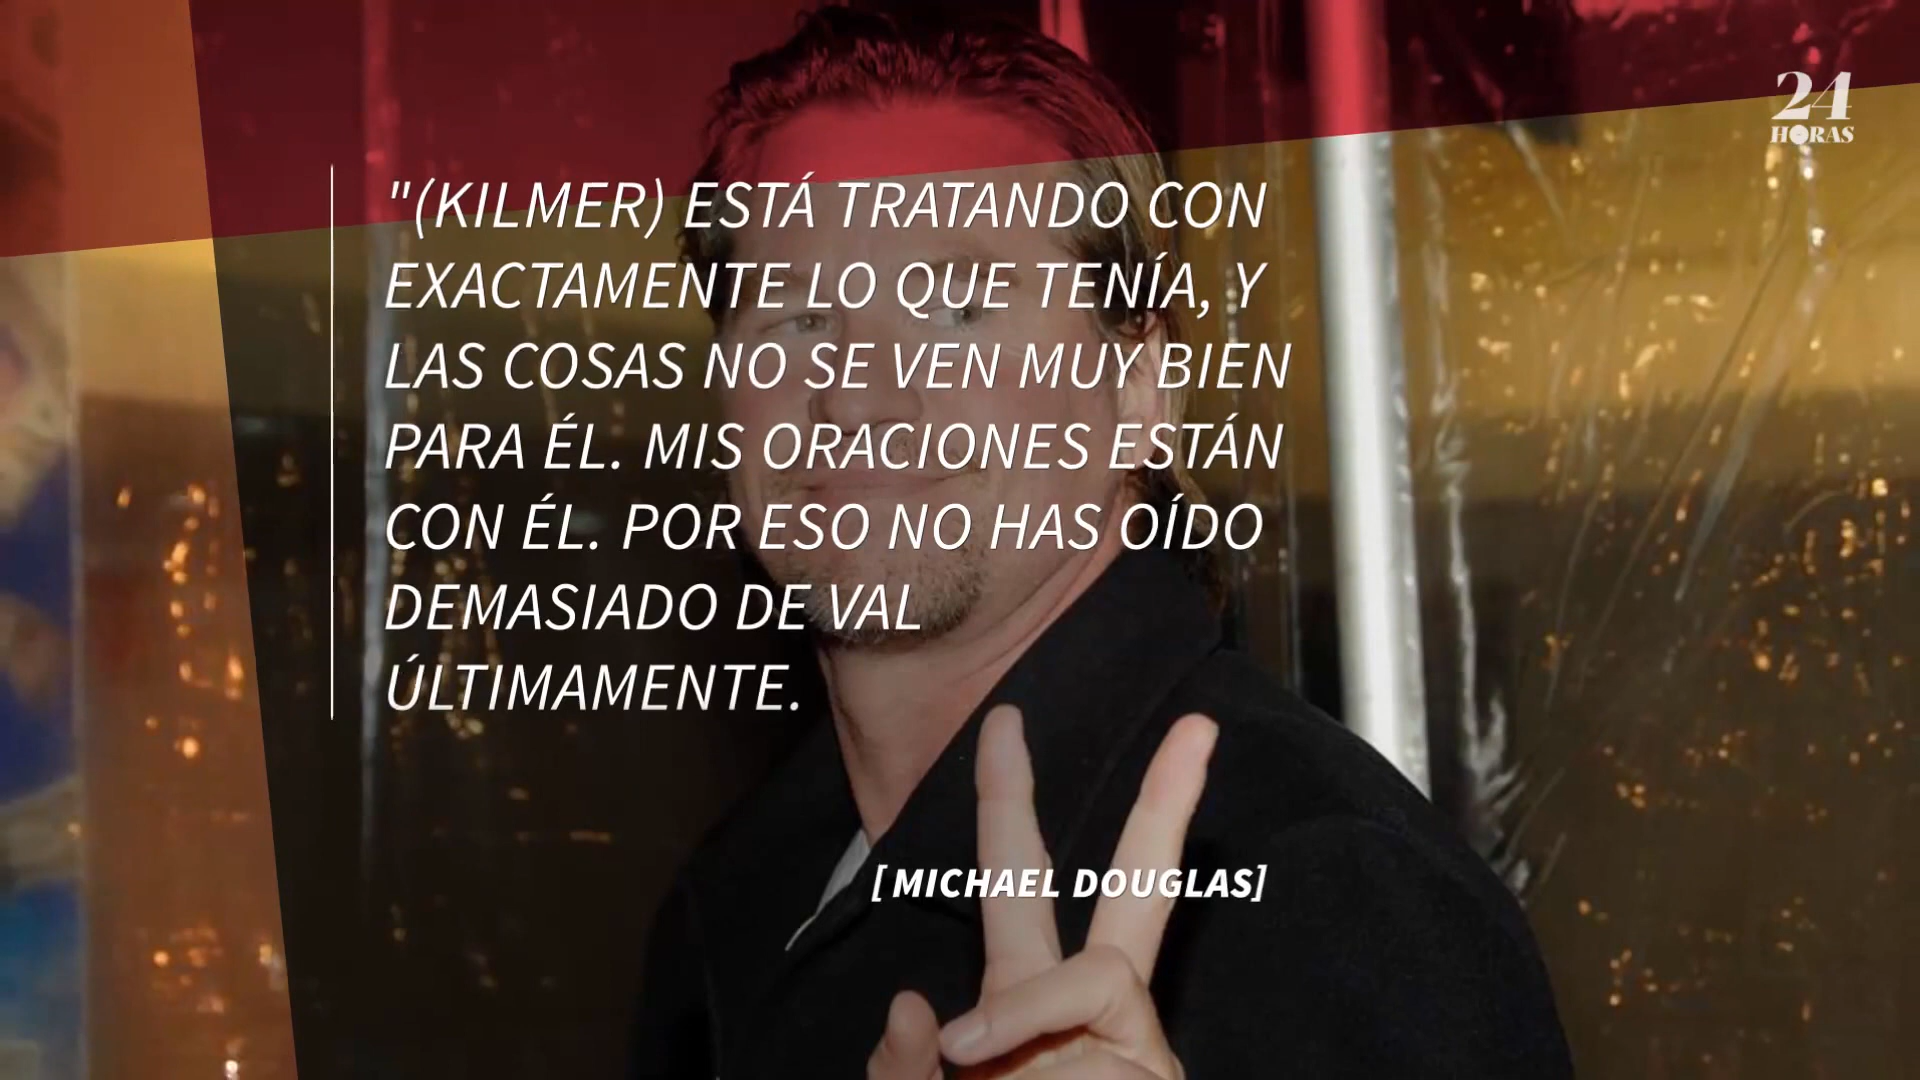 24
HORAS
"(KILMER) ESTÁ TRATANDO CON
EXACTAMENTE LO QUE TENÍA, Y
LAS COSAS NO SE VEN MUY BIEN
PARA ÉL. MIS ORACIONES ESTÁN
CON ÉL. POR ESO NO HAS OÍDO
DEMASIADO DE VAL
ÚLTIMAMENTE.
[MICHAEL DOUGLAS]